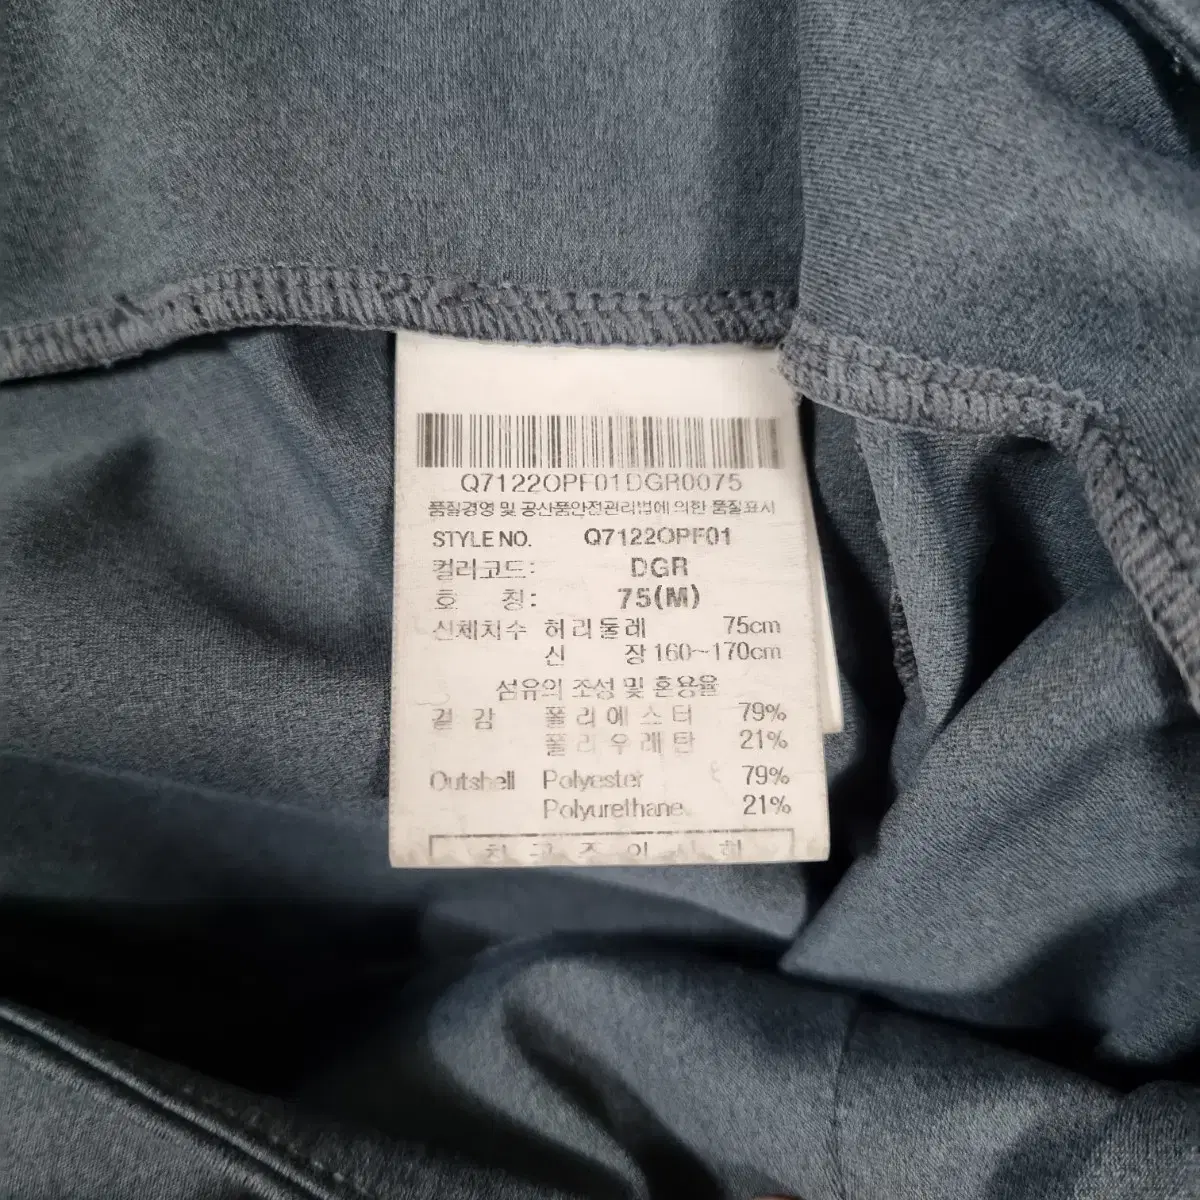 Q7122OPF01DGR0075
품질경영 및 공산품안전관리법에 의한 품질표시
STYLE NO. Q7122OPF01
컬러코드: DGR
호 칭: 75(M)
신체치수 허리둘레 75cm
신 장 160~170cm
섬유의 조성 및 혼용율
겉 감 폴리에스터 79%
폴리우레탄 21%
Outshell Polyester 79%
Polyurethane 21%